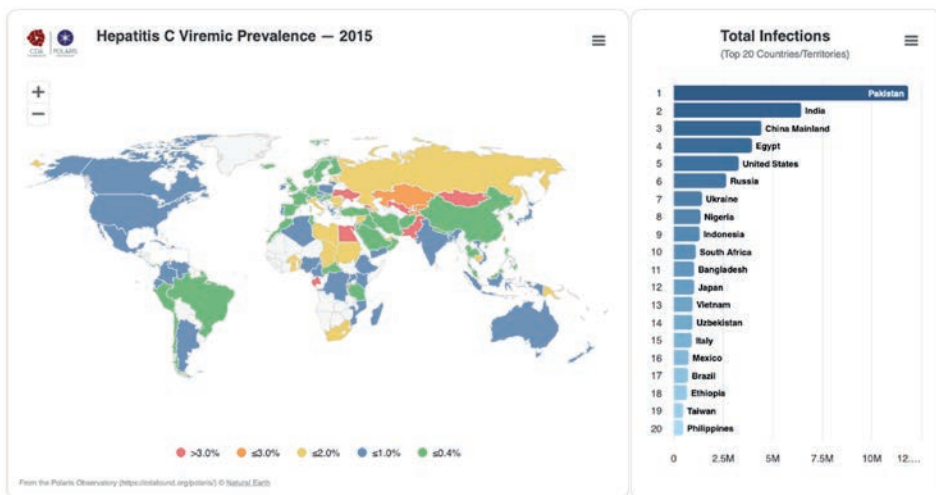 CDA
POLARIS
Hepatitis C Viremic Prevalence — 2015
+
−
>3.0%
≤3.0%
≤2.0%
≤1.0%
≤0.4%
From the Polaris Observatory (https://cdafound.org/polaris/) © Natural Earth
Total Infections
(Top 20 Countries/Territories)
1 Pakistan
2 India
3 China Mainland
4 Egypt
5 United States
6 Russia
7 Ukraine
8 Nigeria
9 Indonesia
10 South Africa
11 Bangladesh
12 Japan
13 Vietnam
14 Uzbekistan
15 Italy
16 Mexico
17 Brazil
18 Ethiopia
19 Taiwan
20 Philippines
0 2.5M 5M 7.5M 10M 12....